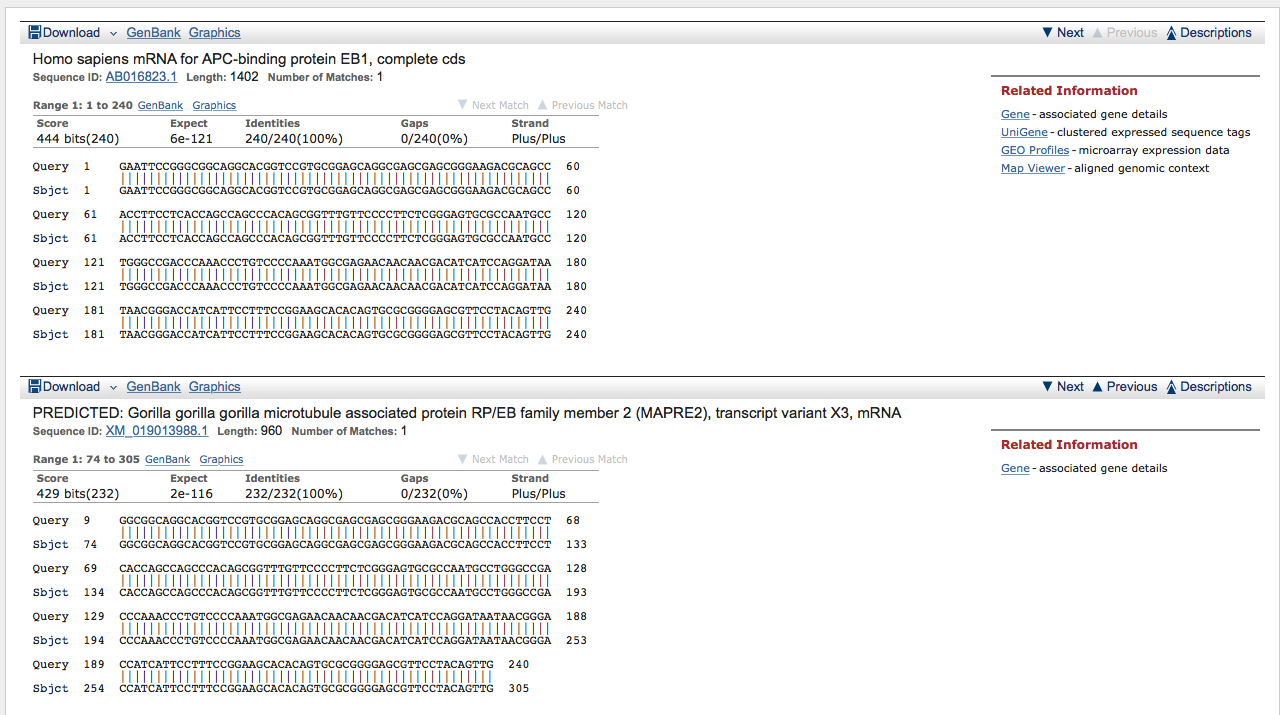 Download GenBank Graphics Next Previous Descriptions
Homo sapiens mRNA for APC-binding protein EB1, complete cds
Sequence ID: AB016823.1 Length: 1402 Number of Matches: 1
Related Information
Gene - associated gene details
UniGene - clustered expressed sequence tags
GEO Profiles - microarray expression data
Map Viewer - aligned genomic context
Range 1: 1 to 240 GenBank Graphics Next Match Previous Match
Score Expect Identities Gaps Strand
444 bits(240) 6e-121 240/240(100%) 0/240(0%) Plus/Plus
Query 1 GAATTCCGGGCGGCAGGCACGGTCCGTGCGGAGCAGGCGAGCGAGCGGGAAGACGCAGCC 60
Sbjct 1 GAATTCCGGGCGGCAGGCACGGTCCGTGCGGAGCAGGCGAGCGAGCGGGAAGACGCAGCC 60
Query 61 ACCTTCCTCACCAGCCAGCCCACAGCGGTTTGTTCCCCTTCTCGGGAGTGCGCCAATGCC 120
Sbjct 61 ACCTTCCTCACCAGCCAGCCCACAGCGGTTTGTTCCCCTTCTCGGGAGTGCGCCAATGCC 120
Query 121 TGGGCCGACCCAAACCCTGTCCCCAAATGGCGAGAACAACAACGACATCATCCAGGATAA 180
Sbjct 121 TGGGCCGACCCAAACCCTGTCCCCAAATGGCGAGAACAACAACGACATCATCCAGGATAA 180
Query 181 TAACGGGACCATCATTCCTTTCCGGAAGCACACAGTGCGCGGGGAGCGTTCCTACAGTTG 240
Sbjct 181 TAACGGGACCATCATTCCTTTCCGGAAGCACACAGTGCGCGGGGAGCGTTCCTACAGTTG 240
Download GenBank Graphics Next Previous Descriptions
PREDICTED: Gorilla gorilla gorilla microtubule associated protein RP/EB family member 2 (MAPRE2), transcript variant X3, mRNA
Sequence ID: XM_019013988.1 Length: 960 Number of Matches: 1
Related Information
Gene - associated gene details
Range 1: 74 to 305 GenBank Graphics Next Match Previous Match
Score Expect Identities Gaps Strand
429 bits(232) 2e-116 232/232(100%) 0/232(0%) Plus/Plus
Query 9 GGCGGCAGGCACGGTCCGTGCGGAGCAGGCGAGCGAGCGGGAAGACGCAGCCACCTTCCT 68
Sbjct 74 GGCGGCAGGCACGGTCCGTGCGGAGCAGGCGAGCGAGCGGGAAGACGCAGCCACCTTCCT 133
Query 69 CACCAGCCAGCCCACAGCGGTTTGTTCCCCTTCTCGGGAGTGCGCCAATGCCTGGGCCGA 128
Sbjct 134 CACCAGCCAGCCCACAGCGGTTTGTTCCCCTTCTCGGGAGTGCGCCAATGCCTGGGCCGA 193
Query 129 CCCAAACCCTGTCCCCAAATGGCGAGAACAACAACGACATCATCCAGGATAATAACGGGA 188
Sbjct 194 CCCAAACCCTGTCCCCAAATGGCGAGAACAACAACGACATCATCCAGGATAATAACGGGA 253
Query 189 CCATCATTCCTTTCCGGAAGCACACAGTGCGCGGGGAGCGTTCCTACAGTTG 240
Sbjct 254 CCATCATTCCTTTCCGGAAGCACACAGTGCGCGGGGAGCGTTCCTACAGTTG 305